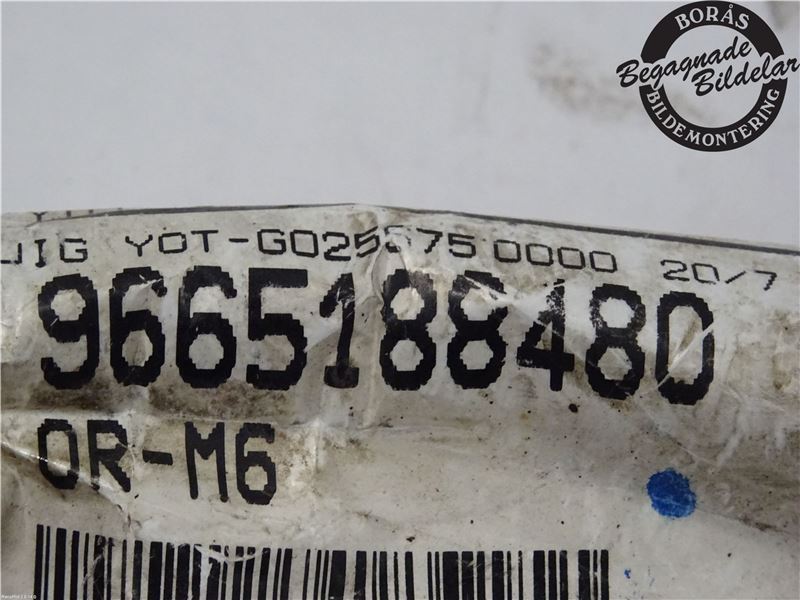 BORÅS
Begagnade
Bildelar
BILDEMONTERING
JIG YOT-G025575 0000 20/7
9665188480
OR-M6